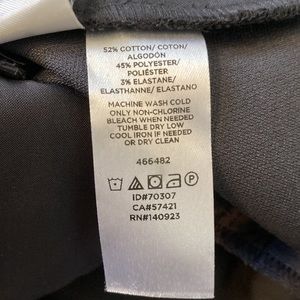 52% COTTON/ COTON/
ALGODÓN
45% POLYESTER/
POLIÉSTER
3% ELASTANE/
ELASTHANNE/ ELASTANO
MACHINE WASH COLD
ONLY NON-CHLORINE
BLEACH WHEN NEEDED
TUMBLE DRY LOW
COOL IRON IF NEEDED
OR DRY CLEAN
466482
ID#70307
CA#57421
RN#140923